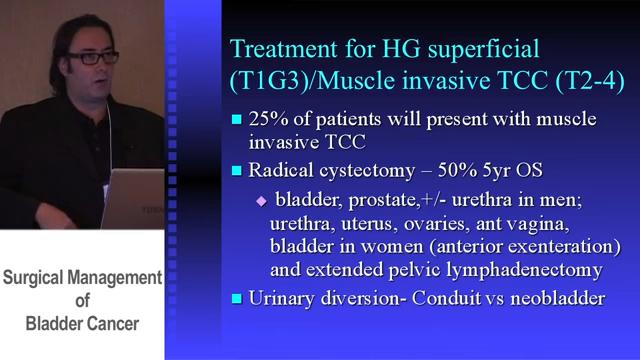 Treatment for HG superficial
(T1G3)/Muscle invasive TCC (T2-4)
25% of patients will present with muscle
invasive TCC
Radical cystectomy – 50% 5yr OS
bladder, prostate,+/- urethra in men;
urethra, uterus, ovaries, ant vagina,
bladder in women (anterior exenteration)
and extended pelvic lymphadenectomy
Urinary diversion- Conduit vs neobladder
Surgical Management
of
Bladder Cancer